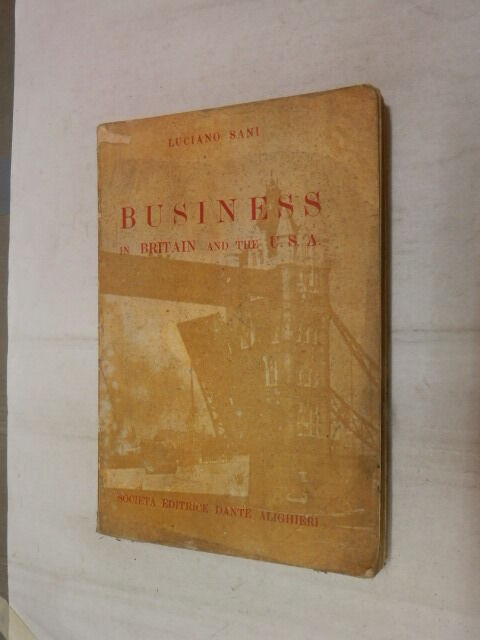 LUCIANO SANI
BUSINESS
IN BRITAIN AND THE U.S.A.
SOCIETÀ EDITRICE DANTE ALIGHIERI